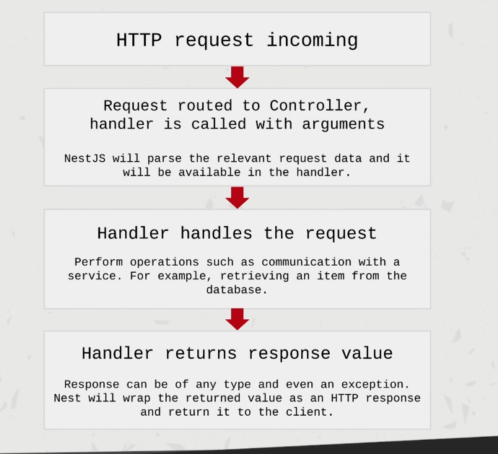 HTTP request incoming
Request routed to Controller,
handler is called with arguments
NestJS will parse the relevant request data and it
will be available in the handler.
Handler handles the request
Perform operations such as communication with a
service. For example, retrieving an item from the
database.
Handler returns response value
Response can be of any type and even an exception.
Nest will wrap the returned value as an HTTP response
and return it to the client.